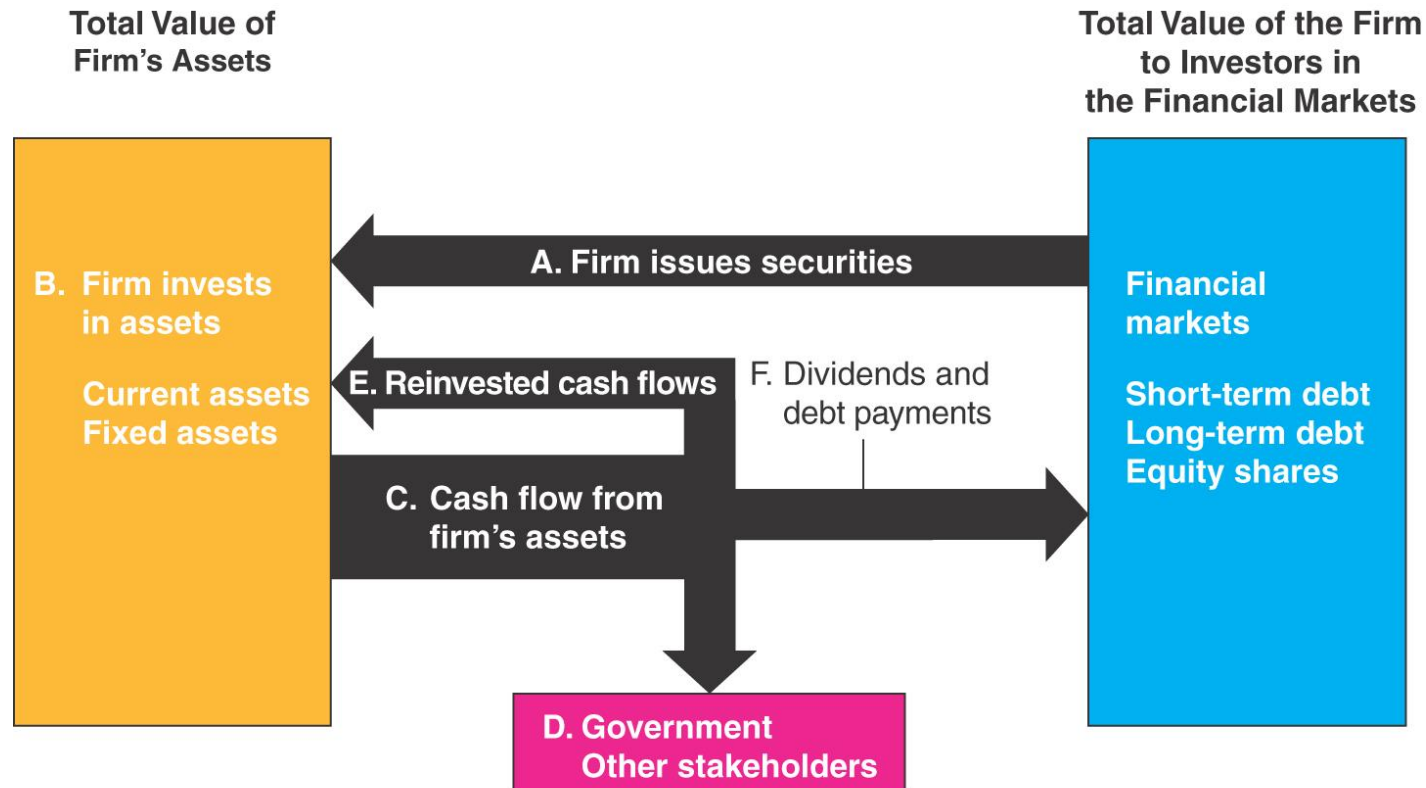 Total Value of
Firm’s Assets
Total Value of the Firm
to Investors in
the Financial Markets
A. Firm issues securities
B. Firm invests
in assets
Current assets
Fixed assets
Financial
markets
Short-term debt
Long-term debt
Equity shares
E. Reinvested cash flows
F. Dividends and
debt payments
C. Cash flow from
firm’s assets
D. Government
Other stakeholders